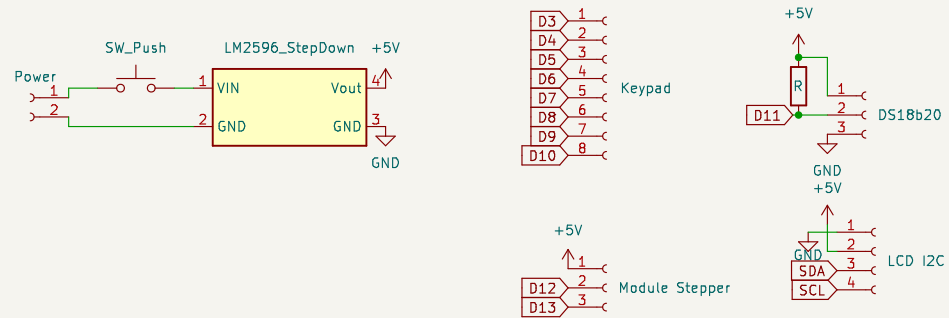 Power
1
2
SW_Push
LM2596_StepDown
+5V
1 VIN
Vout 4
2 GND
GND 3
GND
D3 1
D4 2
D5 3
D6 4
D7 5
D8 6
D9 7
D10 8
Keypad
+5V
R
D11
1
2
3
DS18b20
GND
+5V
1
2
GND
SDA 3
SCL 4
LCD I2C
+5V
1
D12 2
D13 3
Module Stepper